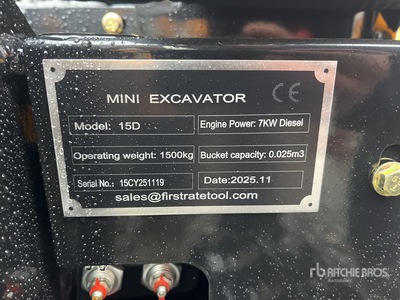 MINI EXCAVATOR CE
Model: 15D Engine Power: 7KW Diesel
Operating weight: 1500kg Bucket capacity: 0.025m3
Serial No.: 15CY251119 Date:2025.11
sales@firstratetool.com
rb RITCHIE BROS.